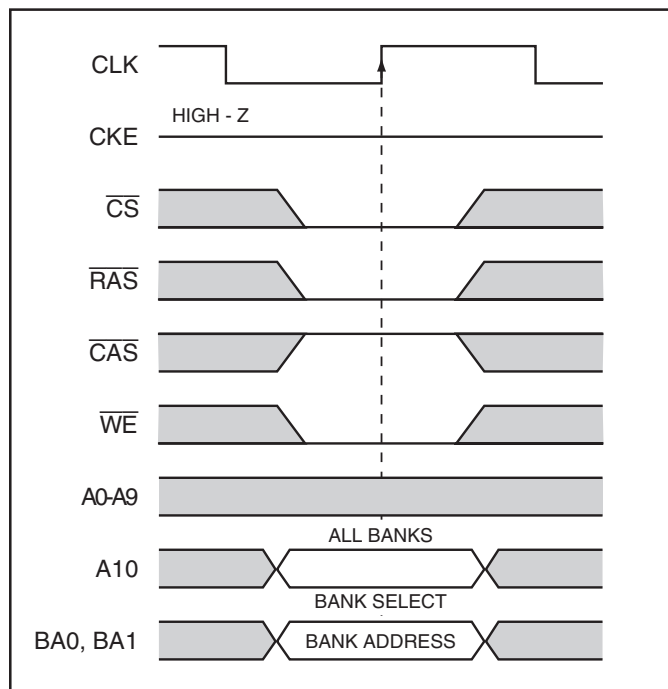 CLK
HIGH - Z
CKE
CS
RAS
CAS
WE
A0-A9
ALL BANKS
A10
BANK SELECT
BA0, BA1
BANK ADDRESS